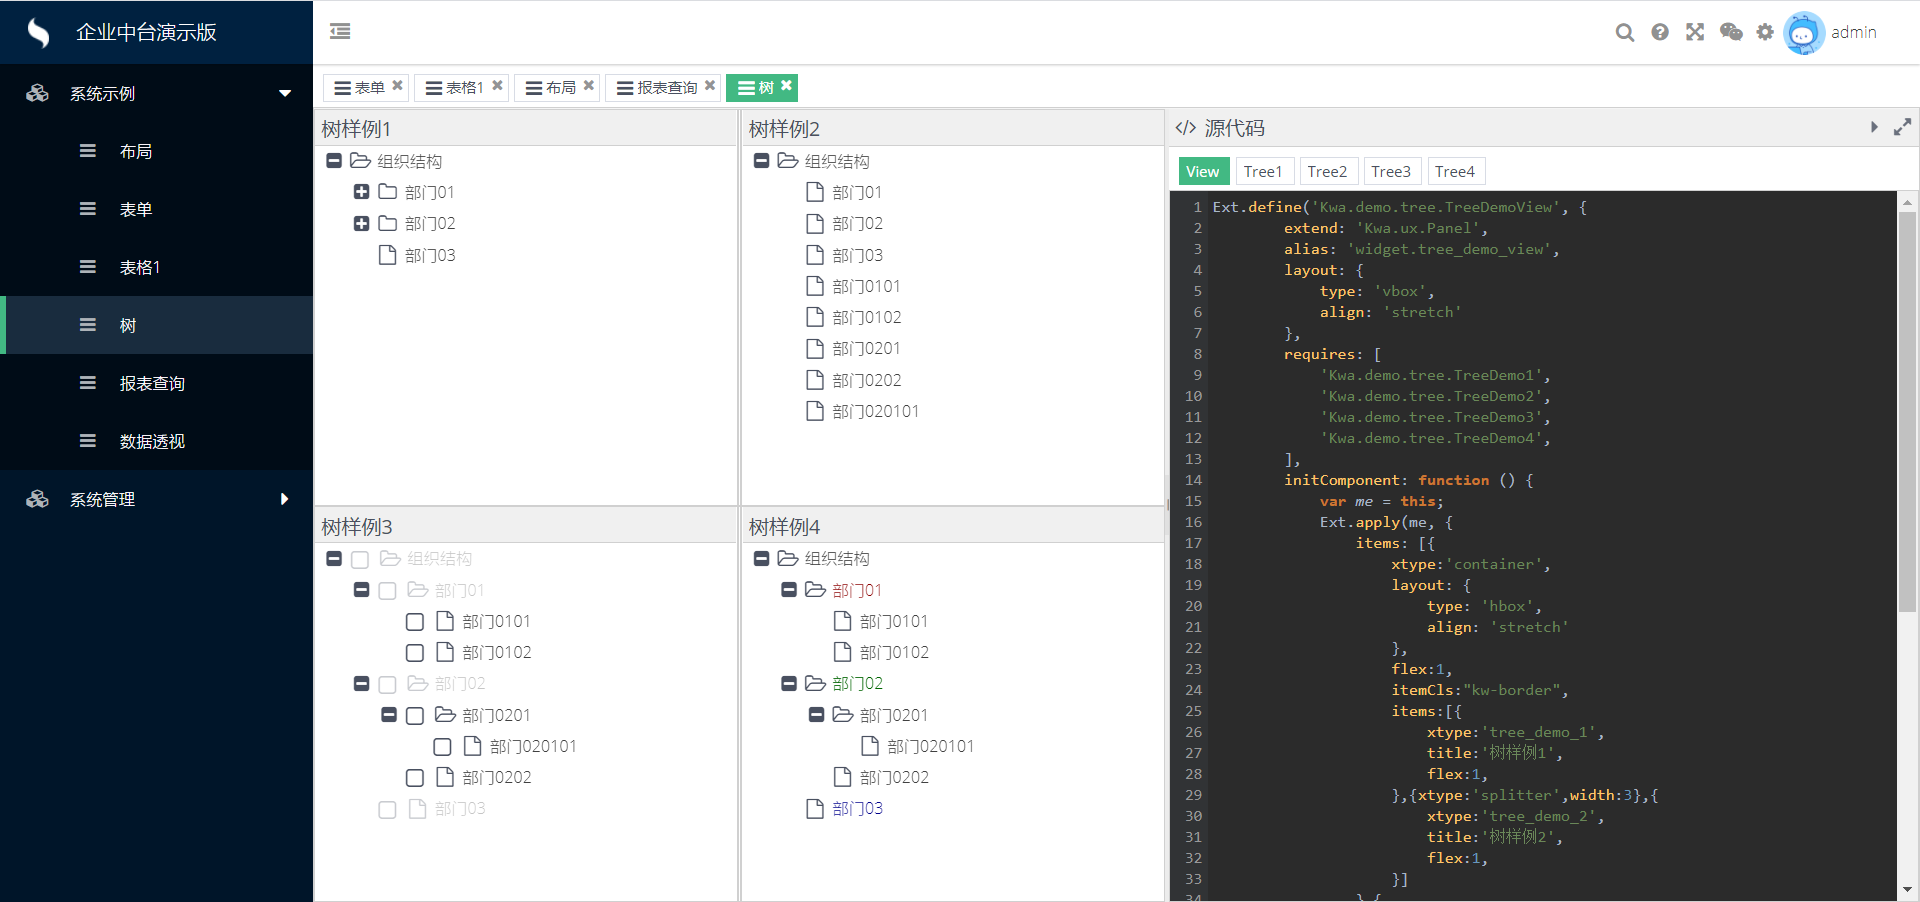 企业中台演示版
admin
系统示例
布局
表单
表格1
树
报表查询
数据透视
系统管理
表单
表格1
布局
报表查询
树
树样例1
组织结构
部门01
部门02
部门03
树样例2
组织结构
部门01
部门02
部门03
部门0101
部门0102
部门0201
部门0202
部门020101
树样例3
组织结构
部门01
部门0101
部门0102
部门02
部门0201
部门020101
部门0202
部门03
树样例4
组织结构
部门01
部门0101
部门0102
部门02
部门0201
部门020101
部门0202
部门03
</> 源代码
View Tree1 Tree2 Tree3 Tree4
1 Ext.define('Kwa.demo.tree.TreeDemoView', {
2 extend: 'Kwa.ux.Panel',
3 alias: 'widget.tree_demo_view',
4 layout: {
5 type: 'vbox',
6 align: 'stretch'
7 },
8 requires: [
9 'Kwa.demo.tree.TreeDemo1',
10 'Kwa.demo.tree.TreeDemo2',
11 'Kwa.demo.tree.TreeDemo3',
12 'Kwa.demo.tree.TreeDemo4',
13 ],
14 initComponent: function () {
15 var me = this;
16 Ext.apply(me, {
17 items: [{
18 xtype:'container',
19 layout: {
20 type: 'hbox',
21 align: 'stretch'
22 },
23 flex:1,
24 itemCls:"kw-border",
25 items:[{
26 xtype:'tree_demo_1',
27 title:'树样例1',
28 flex:1,
29 },{xtype:'splitter',width:3},{
30 xtype:'tree_demo_2',
31 title:'树样例2',
32 flex:1,
33 }]
34 },{